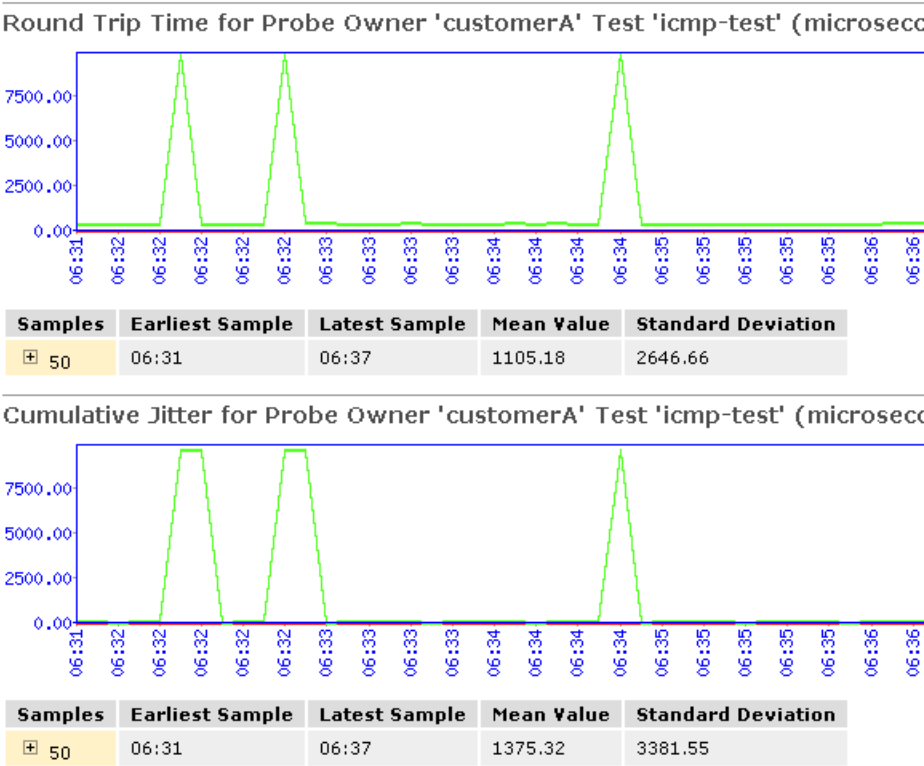 Round Trip Time for Probe Owner 'customerA' Test 'icmp-test'
7500.00
5000.00
2500.00
0.00
06:31 06:32 06:32 06:32 06:32 06:32 06:33 06:33 06:33 06:33 06:34 06:34 06:34 06:34 06:35 06:35 06:35 06:35 06:35 06:36 06:36
Samples Earliest Sample Latest Sample Mean Value Standard Deviation
50 06:31 06:37 1105.18 2646.66
Cumulative Jitter for Probe Owner 'customerA' Test 'icmp-test'
7500.00
5000.00
2500.00
0.00
06:31 06:32 06:32 06:32 06:32 06:32 06:33 06:33 06:33 06:33 06:34 06:34 06:34 06:34 06:35 06:35 06:35 06:35 06:35 06:36 06:36
Samples Earliest Sample Latest Sample Mean Value Standard Deviation
50 06:31 06:37 1375.32 3381.55